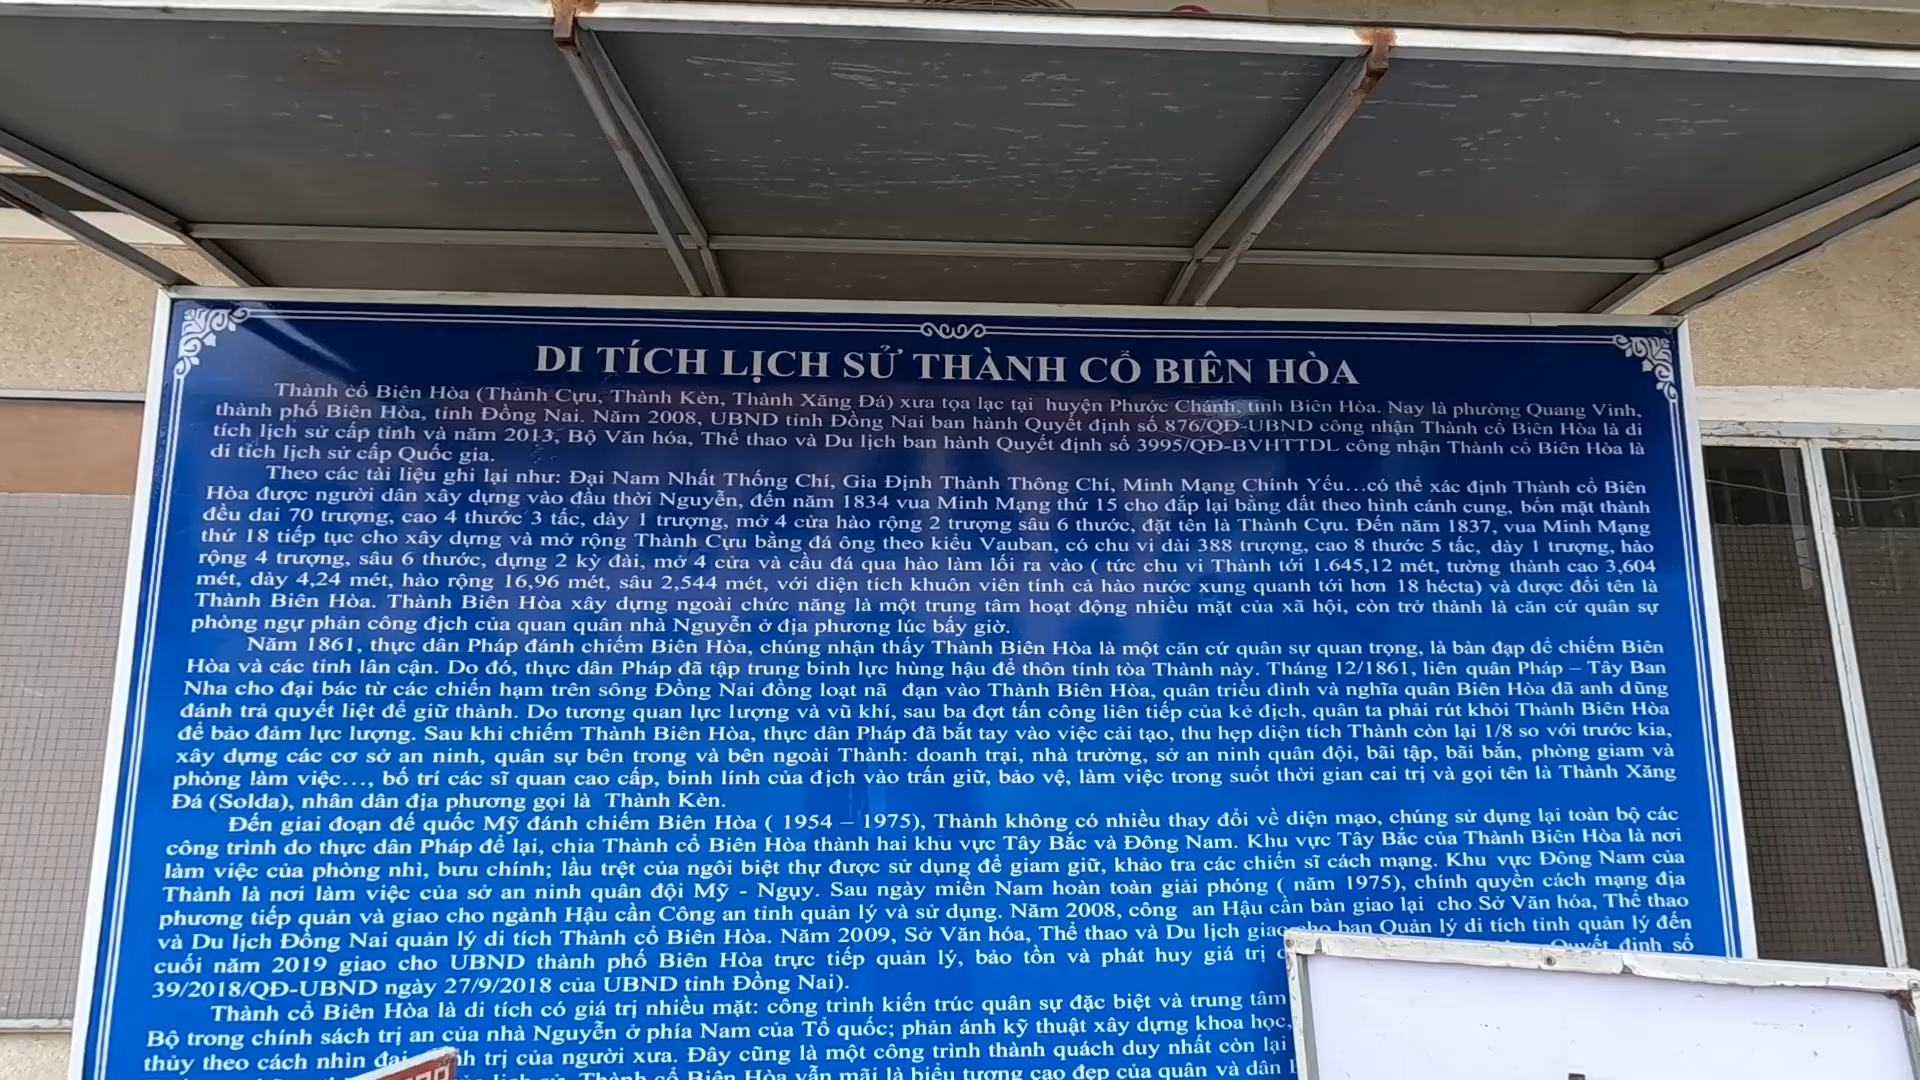 DI TÍCH LỊCH SỬ THÀNH CỔ BIÊN HÒA
Thành cổ Biên Hòa (Thành Cựu, Thành Kèn, Thành Xăng Đá) xưa tọa lạc tại huyện Phước Chánh, tỉnh Biên Hòa. Nay là phường Quang Vinh,
thành phố Biên Hòa, tỉnh Đồng Nai. Năm 2008, UBND tỉnh Đồng Nai ban hành Quyết định số 876/QĐ-UBND công nhận Thành cổ Biên Hòa là di
tích lịch sử cấp tỉnh và năm 2013, Bộ Văn hóa, Thể thao và Du lịch ban hành Quyết định số 3995/QĐ-BVHTTDL công nhận Thành cổ Biên Hòa là
di tích lịch sử cấp Quốc gia.
Theo các tài liệu ghi lại như: Đại Nam Nhất Thống Chí, Gia Định Thành Thông Chí, Minh Mạng Chính Yếu...có thể xác định Thành cổ Biên
Hòa được người dân xây dựng vào đầu thời Nguyễn, đến năm 1834 vua Minh Mạng thứ 15 cho đắp lại bằng đất theo hình cánh cung, bốn mặt thành
đều dai 70 trượng, cao 4 thước 3 tấc, dày 1 trượng, mở 4 cửa hào rộng 2 trượng sâu 6 thước, đặt tên là Thành Cựu. Đến năm 1837, vua Minh Mạng
thứ 18 tiếp tục cho xây dựng và mở rộng Thành Cựu bằng đá ông theo kiểu Vauban, có chu vi dài 388 trượng, cao 8 thước 5 tấc, dày 1 trượng, hào
rộng 4 trượng, sâu 6 thước, dựng 2 kỳ đài, mở 4 cửa và cầu đá qua hào làm lối ra vào ( tức chu vi Thành tới 1.645,12 mét, tường thành cao 3,604
mét, dày 4,24 mét, hào rộng 16,96 mét, sâu 2,544 mét, với diện tích khuôn viên tính cả hào nước xung quanh tới hơn 18 hécta) và được đổi tên là
Thành Biên Hòa. Thành Biên Hòa xây dựng ngoài chức năng là một trung tâm hoạt động nhiều mặt của xã hội, còn trở thành là căn cứ quân sự
phòng ngự phản công địch của quan quân nhà Nguyễn ở địa phương lúc bấy giờ.
Năm 1861, thực dân Pháp đánh chiếm Biên Hòa, chúng nhận thấy Thành Biên Hòa là một căn cứ quân sự quan trọng, là bàn đạp để chiếm Biên
Hòa và các tỉnh lân cận. Do đó, thực dân Pháp đã tập trung binh lực hùng hậu để thôn tính tòa Thành này. Tháng 12/1861, liên quân Pháp – Tây Ban
Nha cho đại bác từ các chiến hạm trên sông Đồng Nai đồng loạt nã đạn vào Thành Biên Hòa, quân triều đình và nghĩa quân Biên Hòa đã anh dũng
đánh trả quyết liệt để giữ thành. Do tương quan lực lượng và vũ khí, sau ba đợt tấn công liên tiếp của kẻ địch, quân ta phải rút khỏi Thành Biên Hòa
để bảo đảm lực lượng. Sau khi chiếm Thành Biên Hòa, thực dân Pháp đã bắt tay vào việc cải tạo, thu hẹp diện tích Thành còn lại 1/8 so với trước kia,
xây dựng các cơ sở an ninh, quân sự bên trong và bên ngoài Thành: doanh trại, nhà trường, sở an ninh quân đội, bãi tập, bãi bắn, phòng giam và
phòng làm việc..., bố trí các sĩ quan cao cấp, binh lính của địch vào trấn giữ, bảo vệ, làm việc trong suốt thời gian cai trị và gọi tên là Thành Xăng
Đá (Solda), nhân dân địa phương gọi là Thành Kèn.
Đến giai đoạn đế quốc Mỹ đánh chiếm Biên Hòa ( 1954 – 1975), Thành không có nhiều thay đổi về diện mạo, chúng sử dụng lại toàn bộ các
công trình do thực dân Pháp để lại, chia Thành cổ Biên Hòa thành hai khu vực Tây Bắc và Đông Nam. Khu vực Tây Bắc của Thành Biên Hòa là nơi
làm việc của phòng nhì, bưu chính; lầu trệt của ngôi biệt thự được sử dụng để giam giữ, khảo tra các chiến sĩ cách mạng. Khu vực Đông Nam của
Thành là nơi làm việc của sở an ninh quân đội Mỹ - Ngụy. Sau ngày miền Nam hoàn toàn giải phóng ( năm 1975), chính quyền cách mạng địa
phương tiếp quản và giao cho ngành Hậu cần Công an tỉnh quản lý và sử dụng. Năm 2008, công an Hậu cần bàn giao lại cho Sở Văn hóa, Thể thao
và Du lịch Đồng Nai quản lý di tích Thành cổ Biên Hòa. Năm 2009, Sở Văn hóa, Thể thao và Du lịch giao cho ban Quản lý di tích tỉnh quản lý đến
cuối năm 2019 giao cho UBND thành phố Biên Hòa trực tiếp quản lý, bảo tồn và phát huy giá trị Quyết định số
39/2018/QĐ-UBND ngày 27/9/2018 của UBND tỉnh Đồng Nai).
Thành cổ Biên Hòa là di tích có giá trị nhiều mặt: công trình kiến trúc quân sự đặc biệt và trung tâm
Bộ trong chính sách trị an của nhà Nguyễn ở phía Nam của Tổ quốc; phản ánh kỹ thuật xây dựng khoa học,
thủy theo cách nhìn trị của người xưa. Đây cũng là một công trình thành quách duy nhất còn lại
Thành cổ Biên Hòa vẫn mãi là biểu tượng cao đẹp của quân và dân